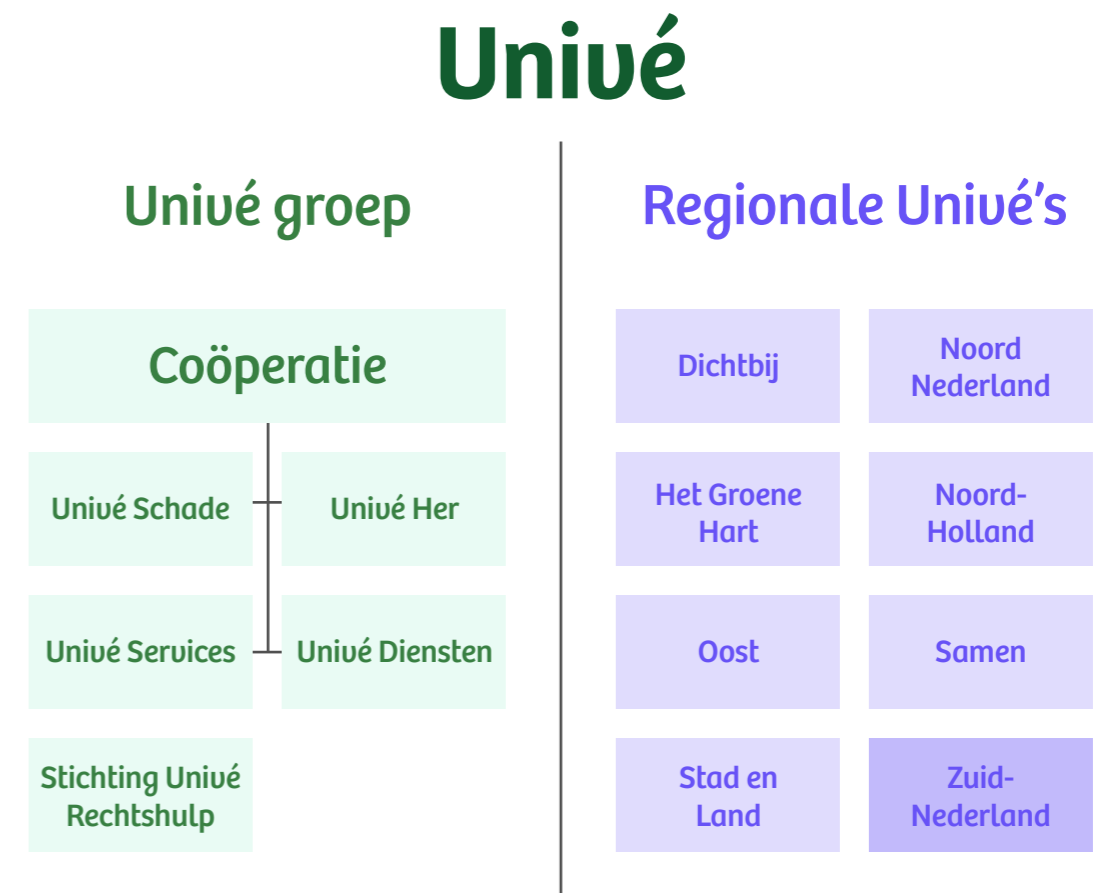 Univé
Univé groep
Coöperatie
Univé Schade
Univé Her
Univé Services
Univé Diensten
Stichting Univé
Rechtshulp
Regionale Univé's
Dichtbij
Noord
Nederland
Het Groene
Hart
Noord-
Holland
Oost
Samen
Stad en
Land
Zuid-
Nederland